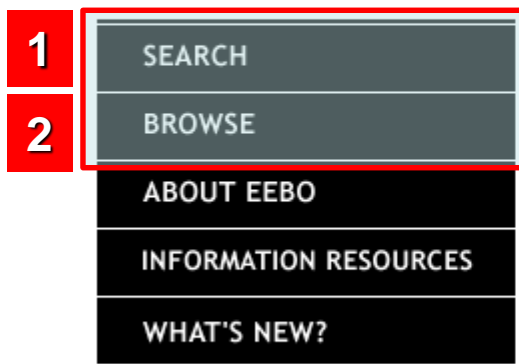 1 SEARCH
2 BROWSE
ABOUT EEBO
INFORMATION RESOURCES
WHAT'S NEW?